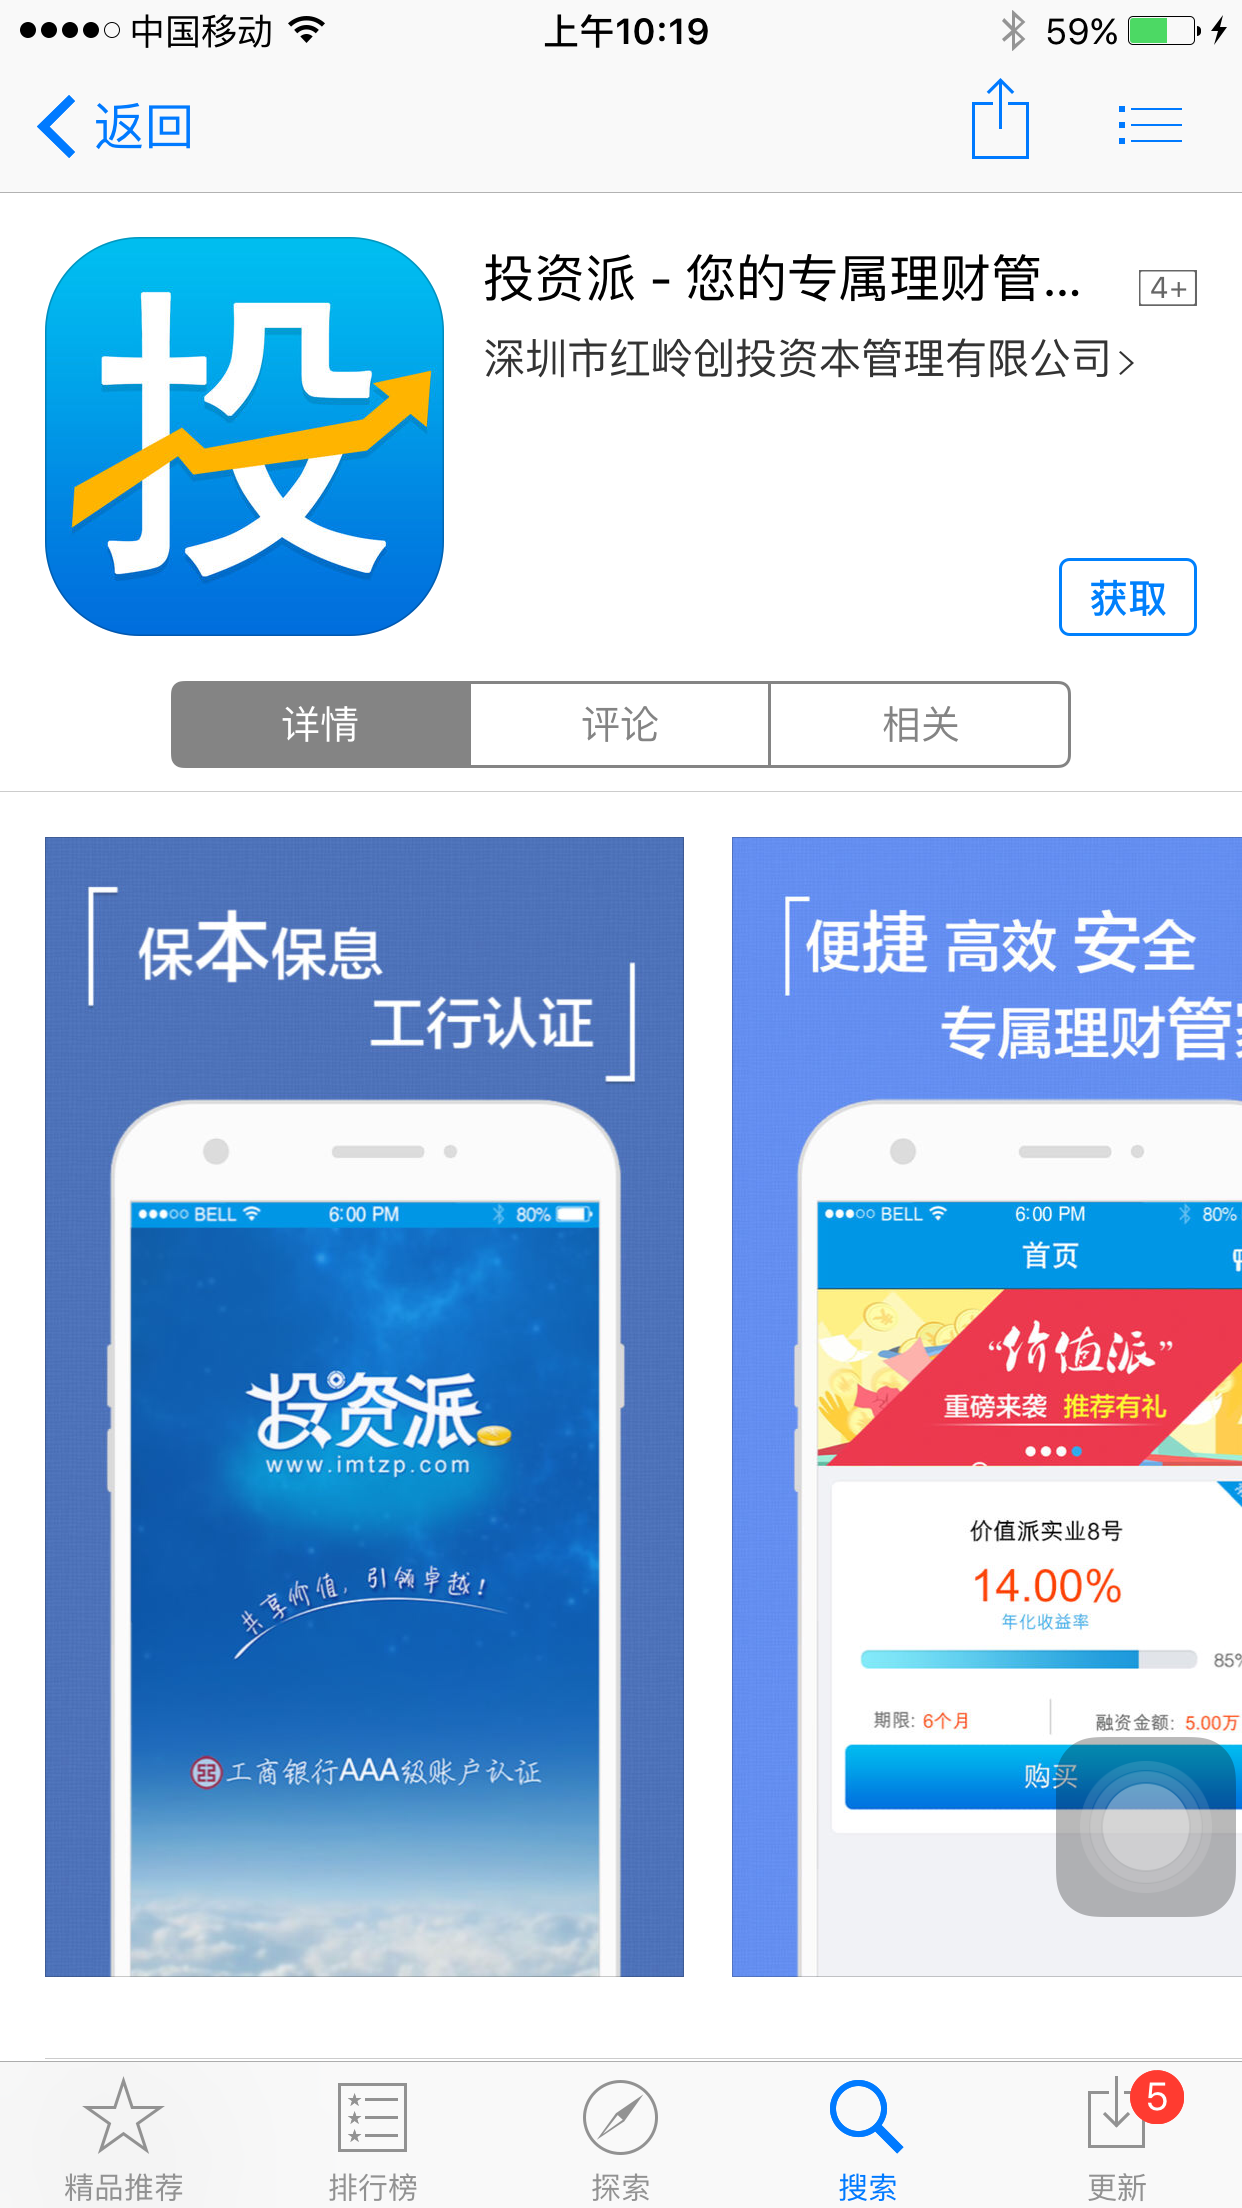 中国移动
上午10:19
59%
返回
投
投资派 - 您的专属理财管...
4+
深圳市红岭创投资本管理有限公司
获取
详情
评论
相关
保本保息
工行认证
BELL
6:00 PM
80%
投资派
www.imtzp.com
共享价值，引领卓越！
工商银行AAA级账户认证
便捷 高效 安全
专属理财管
BELL
6:00 PM
80%
首页
“价值派”
重磅来袭 推荐有礼
价值派实业8号
14.00%
年化收益率
85%
期限: 6个月
融资金额: 5.00万
购买
精品推荐
排行榜
探索
搜索
5
更新